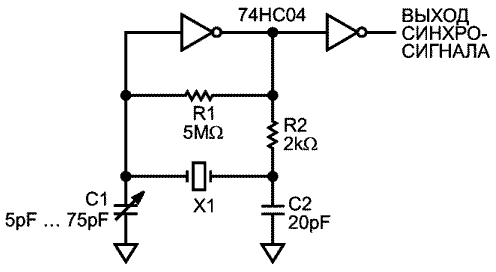 74HC04
ВЫХОД
СИНХРО-
СИГНАЛА
R1
5MΩ
R2
2kΩ
C1
5pF ... 75pF
X1
C2
20pF